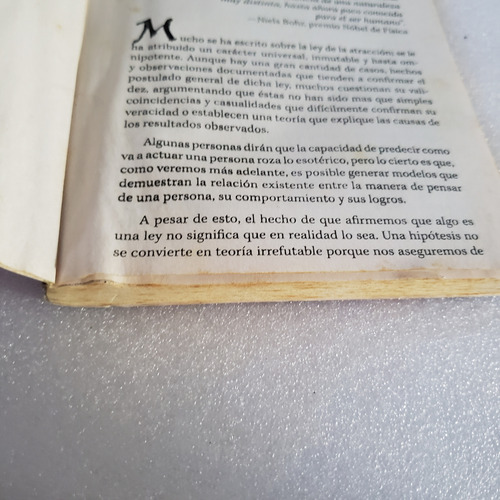 de una naturaleza
muy distinta, hasta ahora poco conocida
para el ser humano"
—Niels Bohr, premio Nóbel de Física
Mucho se ha escrito sobre la ley de la atracción; se le
ha atribuido un carácter universal, inmutable y hasta om-
nipotente. Aunque hay una gran cantidad de casos, hechos
y observaciones documentadas que tienden a confirmar el
postulado general de dicha ley, muchos cuestionan su vali-
dez, argumentando que éstas no han sido mas que simples
coincidencias y casualidades que difícilmente confirman su
veracidad o establecen una teoría que explique las causas de
los resultados observados.
Algunas personas dirán que la capacidad de predecir como
va a actuar una persona roza lo esotérico, pero lo cierto es que,
como veremos más adelante, es posible generar modelos que
demuestran la relación existente entre la manera de pensar
de una persona, su comportamiento y sus logros.
A pesar de esto, el hecho de que afirmemos que algo es
una ley no significa que en realidad lo sea. Una hipótesis no
se convierte en teoría irrefutable porque nos aseguremos de